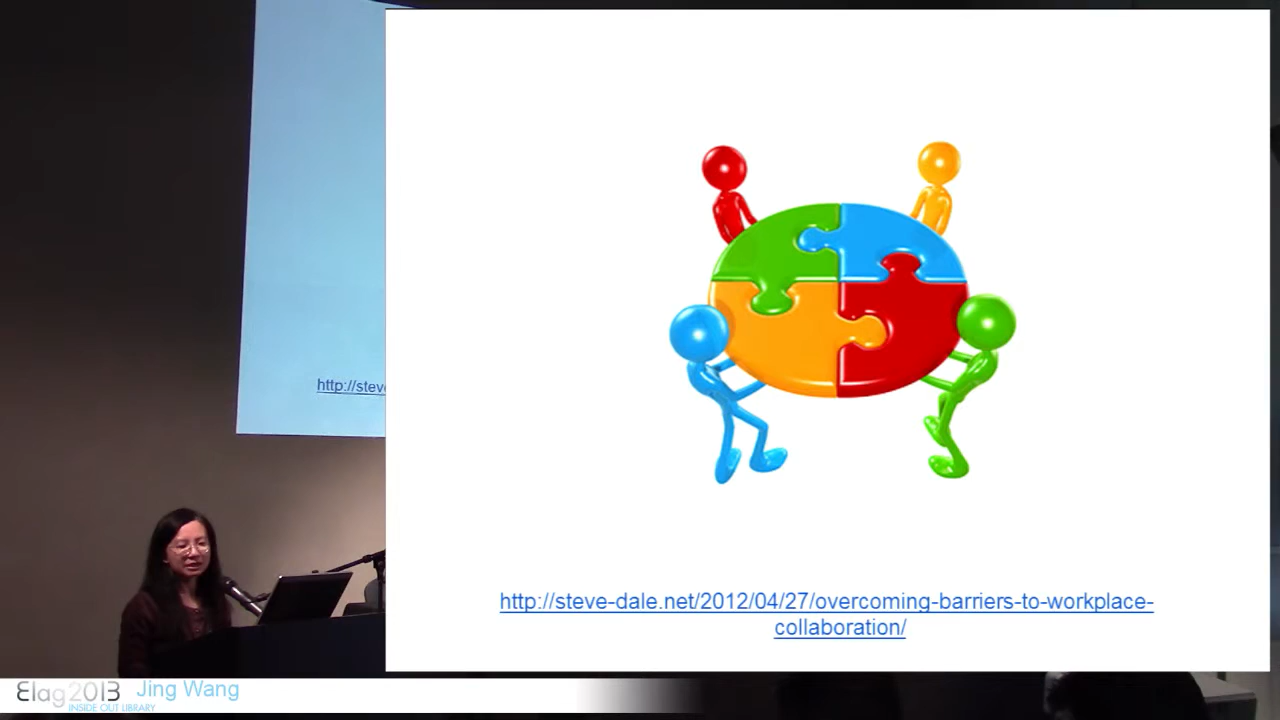 http://steve
http://steve-dale.net/2012/04/27/overcoming-barriers-to-workplace-
collaboration/
Elag2013 Jing Wang
INSIDE OUT LIBRARY